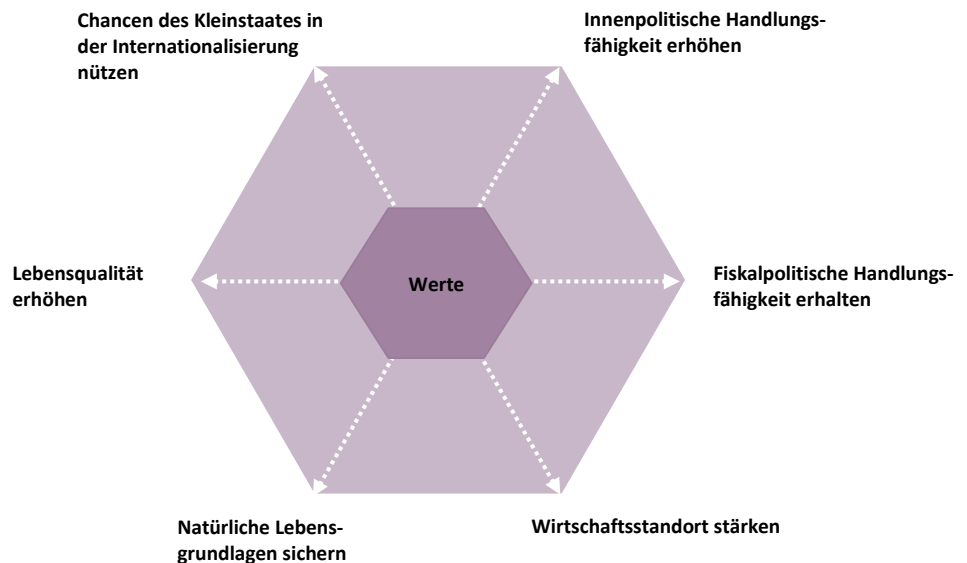 Chancen des Kleinstaates in
der Internationalisierung
nützen
Innenpolitische Handlungs-
fähigkeit erhöhen
Lebensqualität
erhöhen
Werte
Fiskalpolitische Handlungs-
fähigkeit erhalten
Natürliche Lebens-
grundlagen sichern
Wirtschaftsstandort stärken